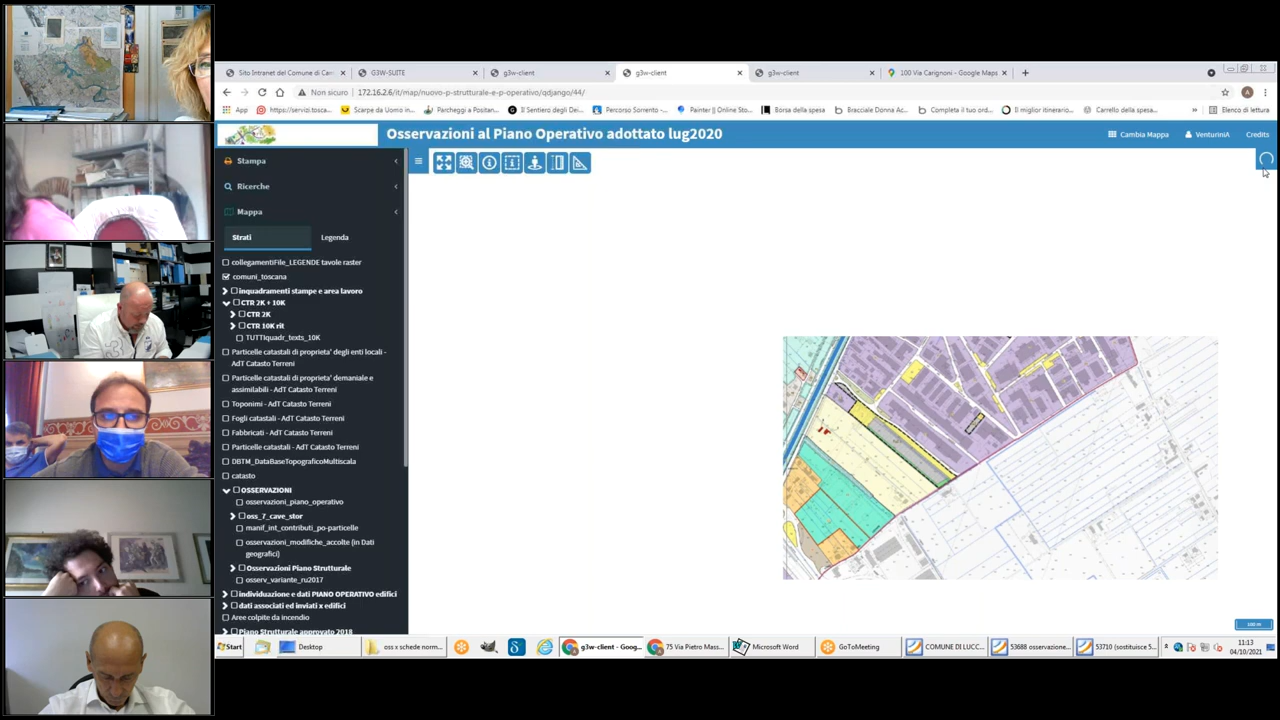 Sito Intranet del Comune di Cam
G3W-SUITE
g3w-client
g3w-client
g3w-client
100 Via Carignoni - Google Maps
Non sicuro
172.16.2.6/it/map/nuovo-p-strutturale-e-p-operativo/qdjango/44/
App
https://servizi.tosca...
Scarpe da Uomo in...
Parcheggi a Positan...
Il Sentiero degli Dei...
Percorso Sorrento -...
Painter || Online Sto...
Borsa della spesa
Bracciale Donna Ac...
Completa il tuo ord...
Il miglior itinerario...
Carrello della spesa...
Elenco di lettura
Osservazioni al Piano Operativo adottato lug2020
Cambia Mappa
VenturiniA
Credits
Stampa
Ricerche
Mappa
Strati
Legenda
collegamentiFile_LEGENDE tavole raster
comuni_toscana
inquadramenti stampe e area lavoro
CTR 2K + 10K
CTR 2K
CTR 10K rit
TUTTIquadr_texts_10K
Particelle catastali di proprieta' degli enti locali -
AdT Catasto Terreni
Particelle catastali di proprieta' demaniale e
assimilabili - AdT Catasto Terreni
Toponimi - AdT Catasto Terreni
Fogli catastali - AdT Catasto Terreni
Fabbricati - AdT Catasto Terreni
Particelle catastali - AdT Catasto Terreni
DBTM_DataBaseTopograficoMultiscala
catasto
OSSERVAZIONI
osservazioni_piano_operativo
oss_7_cave_stor
manif_int_contributi_po-particelle
osservazioni_modifiche_accolte (in Dati
geografici)
Osservazioni Piano Strutturale
osserv_variante_ru2017
individuazione e dati PIANO OPERATIVO edifici
dati associati ed inviati x edifici
Aree colpite da incendio
Piano Strutturale approvato 2018
100 m
Start
Desktop
oss x schede norm...
g3w-client - Goog...
75 Via Pietro Mass...
Microsoft Word
GoToMeeting
COMUNE DI LUCC...
53688 osservazione...
53710 (sostituisce 5...
11:13
04/10/2021